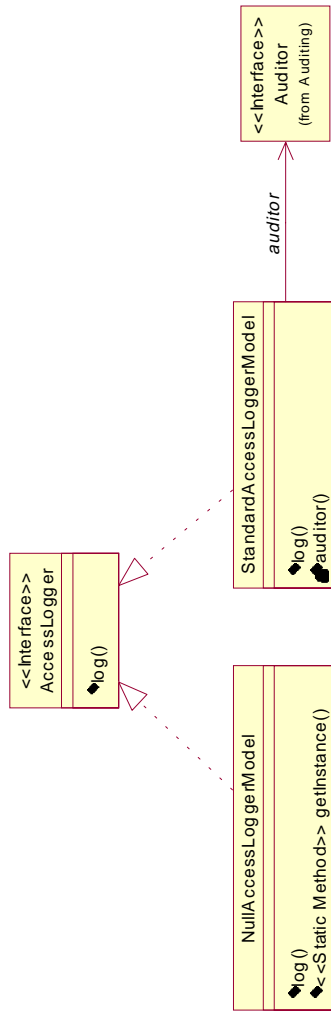 <<Interface>>
AccessLogger
log()
NullAccessLoggerModel
log()
<<Static Method>> getInstance()
StandardAccessLoggerModel
log()
auditor()
auditor
<<Interface>>
Auditor
(from Auditing)